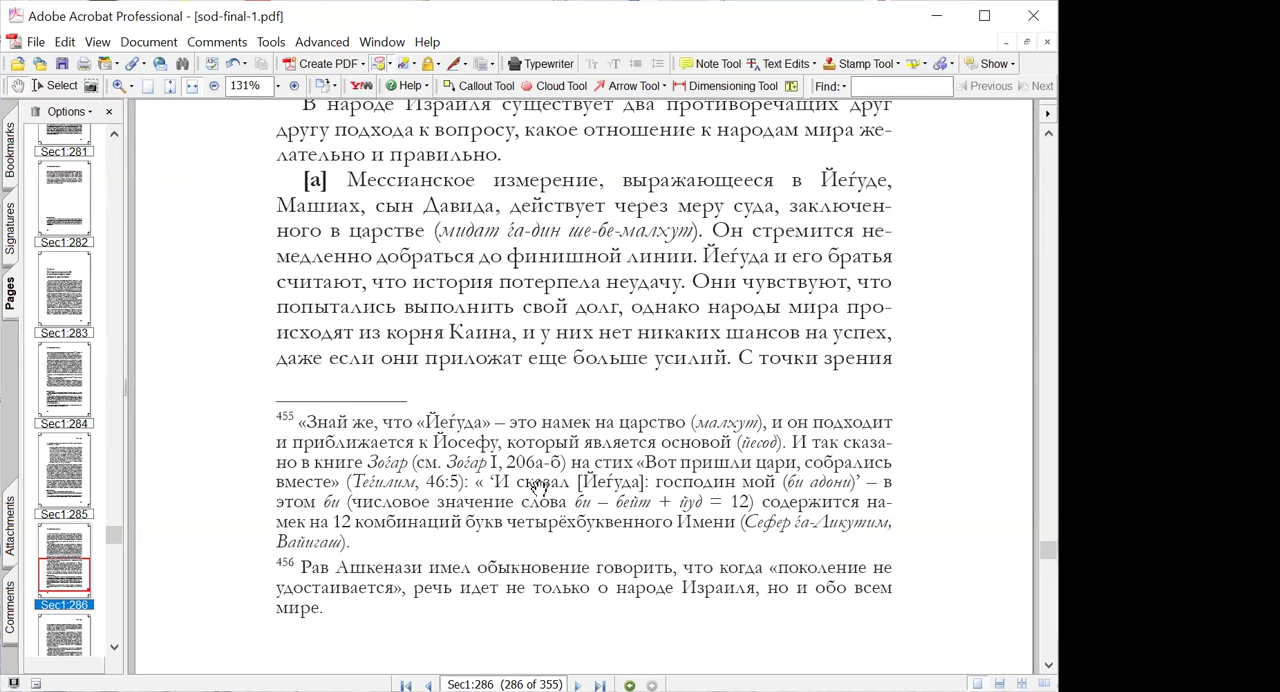 Adobe Acrobat Professional - [sod-final-1.pdf]
File Edit View Document Comments Tools Advanced Window Help
Create PDF Typewriter Note Tool Text Edits Stamp Tool Show
Select 131% Help Callout Tool Cloud Tool Arrow Tool Dimensioning Tool Find: Previous Next
Options
Bookmarks
Signatures
Pages
Attachments
Comments
Sec1:281
Sec1:282
Sec1:283
Sec1:284
Sec1:285
Sec1:286
В народе Израиля существует два противоречащих друг
другу подхода к вопросу, какое отношение к народам мира же-
лательно и правильно.
[а] Мессианское измерение, выражающееся в Йеѓуде,
Машиах, сын Давида, действует через меру суда, заключен-
ного в царстве (мидат ѓа-дин ше-бе-малхут). Он стремится не-
медленно добраться до финишной линии. Йеѓуда и его братья
считают, что история потерпела неудачу. Они чувствуют, что
попытались выполнить свой долг, однако народы мира про-
исходят из корня Каина, и у них нет никаких шансов на успех,
даже если они приложат еще больше усилий. С точки зрения
455 «Знай же, что «Йеѓуда» – это намек на царство (малхут), и он подходит
и приближается к Йосефу, который является основой (йесод). И так сказа-
но в книге Зоѓар (см. Зоѓар I, 206а-б) на стих «Вот пришли цари, собрались
вместе» (Теѓилим, 46:5): « ‘И сказал [Йеѓуда]: господин мой (би адони)’ – в
этом би (числовое значение слова би – бейт + йуд = 12) содержится на-
мек на 12 комбинаций букв четырёхбуквенного Имени (Сефер ѓа-Ликутим,
Вайигаш).
456 Рав Ашкенази имел обыкновение говорить, что когда «поколение не
удостаивается», речь идет не только о народе Израиля, но и обо всем
мире.
Sec1:286 (286 of 355)